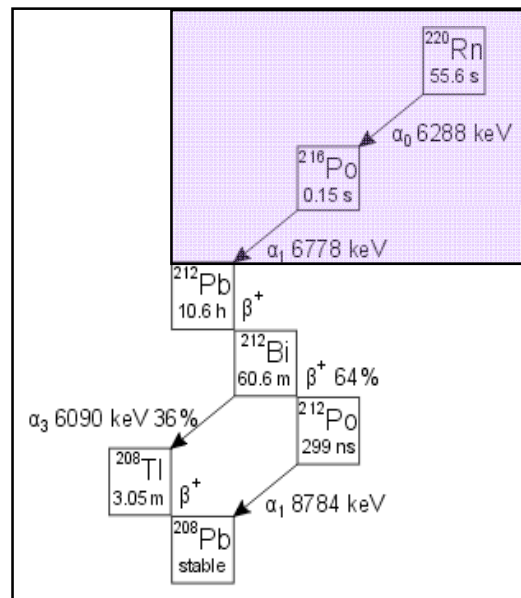 ²²⁰Rn
55.6 s
α₀ 6288 keV
²¹⁶Po
0.15 s
α₁ 6778 keV
²¹²Pb
10.6 h
β⁺
²¹²Bi
60.6 m
β⁺ 64%
α₃ 6090 keV 36%
²¹²Po
299 ns
²⁰⁸Tl
3.05 m
β⁺
α₁ 8784 keV
²⁰⁸Pb
stable